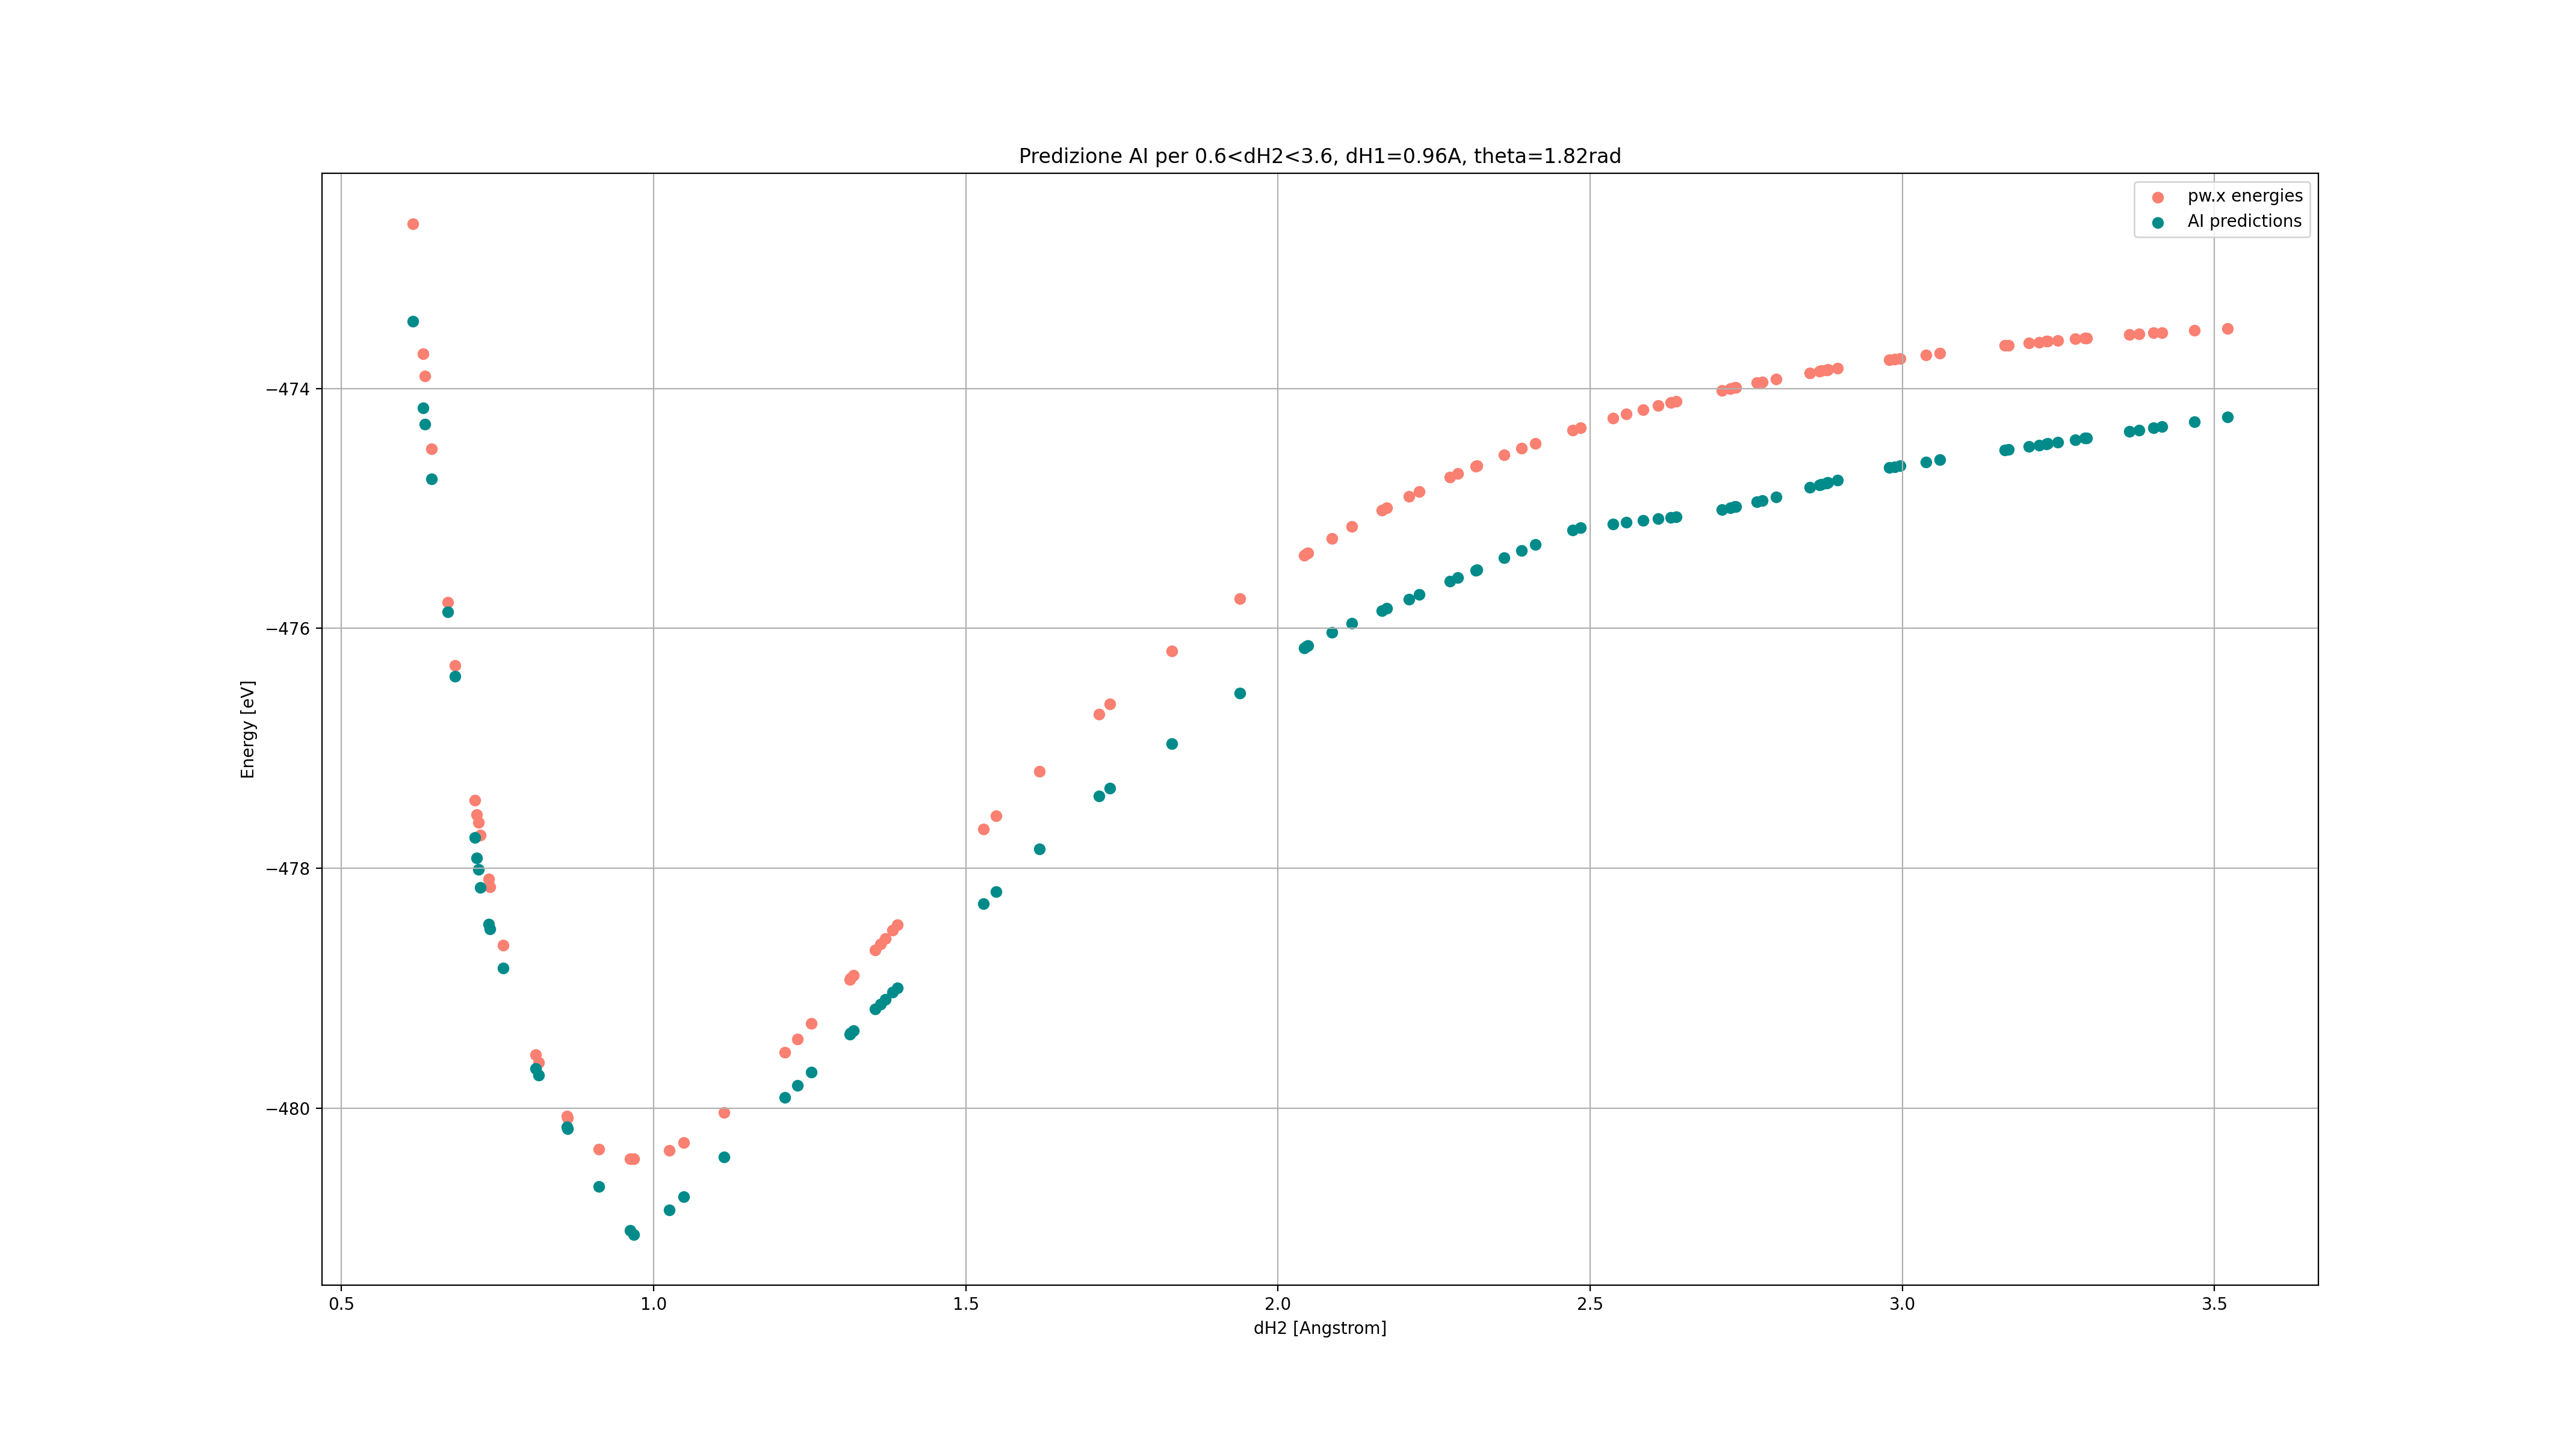 Predizione AI per 0.6<dH2<3.6, dH1=0.96A, theta=1.82rad
pw.x energies
AI predictions
−474
−476
−478
−480
Energy [eV]
0.5 1.0 1.5 2.0 2.5 3.0 3.5
dH2 [Angstrom]